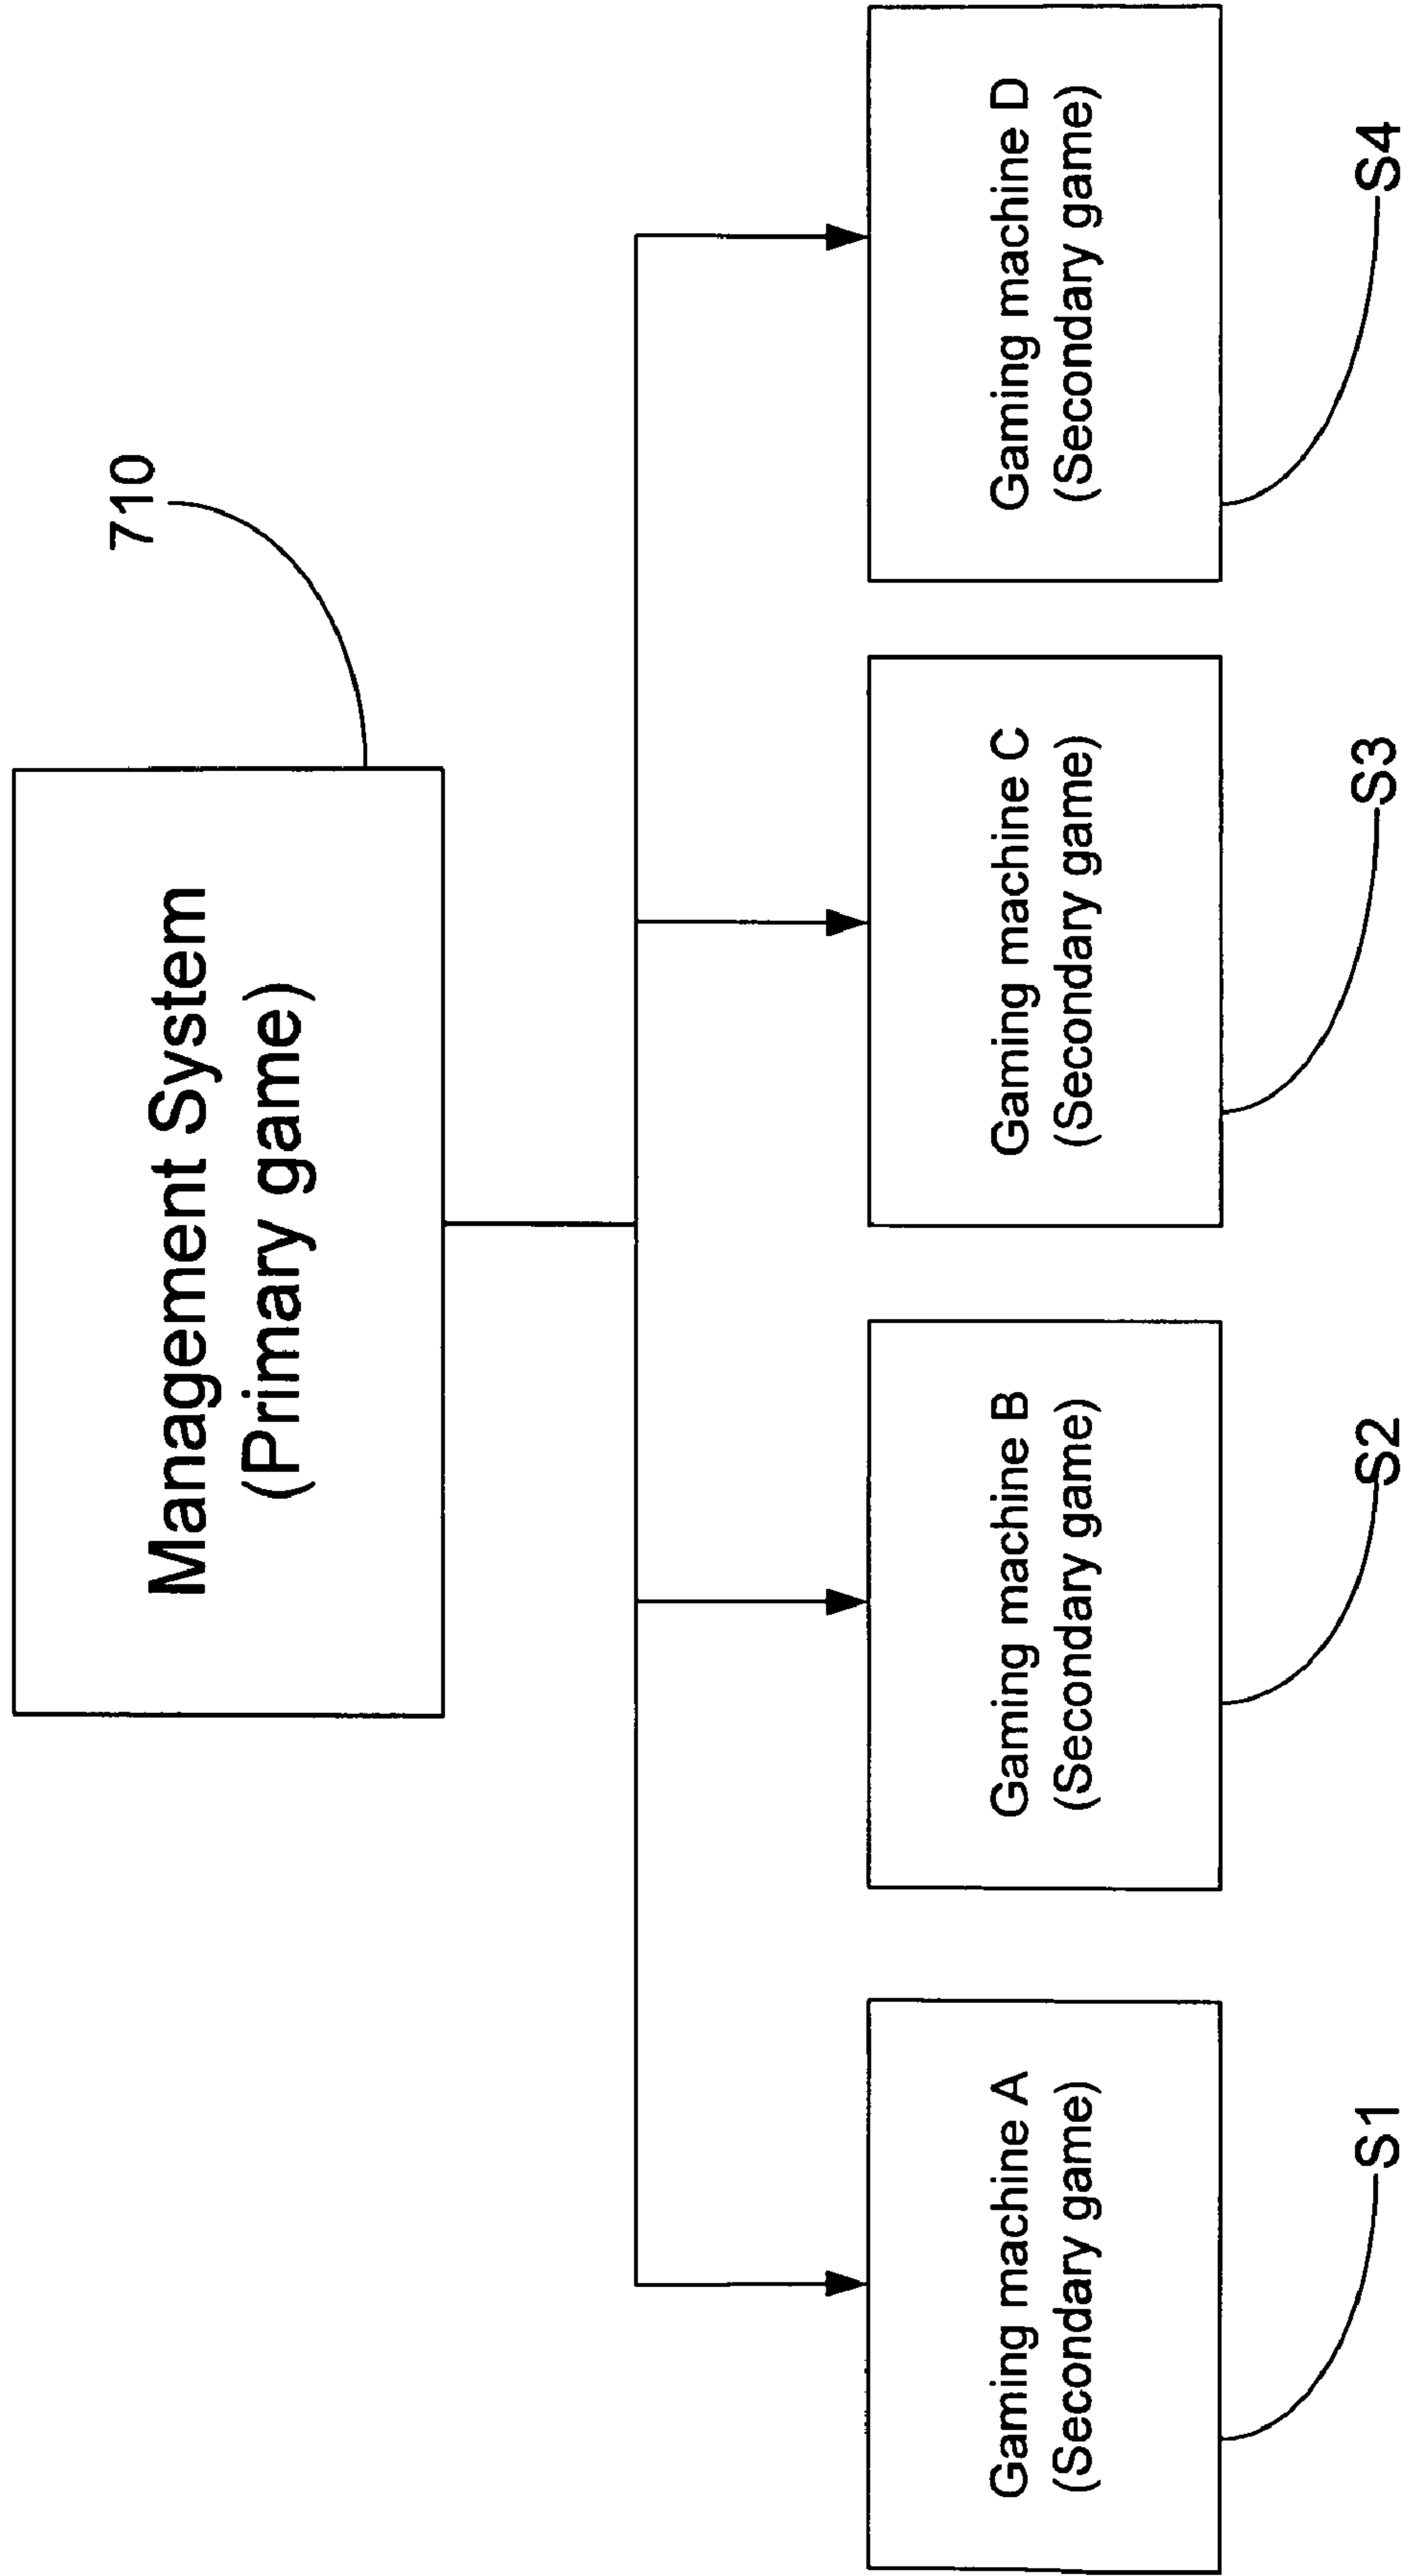 710
Management System
(Primary game)
Gaming machine A
(Secondary game)
Gaming machine B
(Secondary game)
Gaming machine C
(Secondary game)
Gaming machine D
(Secondary game)
S1
S2
S3
S4